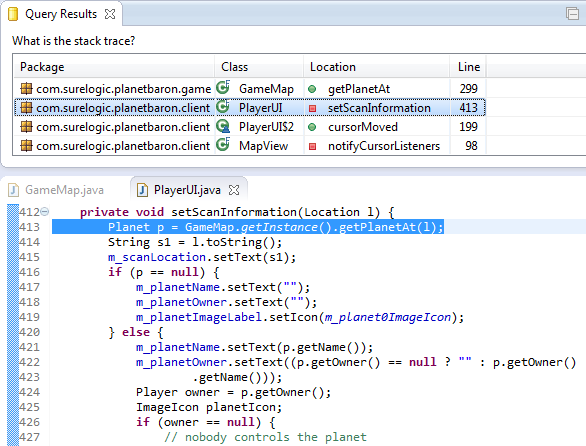 Query Results
What is the stack trace?
Package Class Location Line
com.surelogic.planetbaron.game GameMap getPlanetAt 299
com.surelogic.planetbaron.client PlayerUI setScanInformation 413
com.surelogic.planetbaron.client PlayerUI$2 cursorMoved 199
com.surelogic.planetbaron.client MapView notifyCursorListeners 98
GameMap.java PlayerUI.java
412 private void setScanInformation(Location l) {
413 Planet p = GameMap.getInstance().getPlanetAt(l);
414 String s1 = l.toString();
415 m_scanLocation.setText(s1);
416 if (p == null) {
417 m_planetName.setText("");
418 m_planetOwner.setText("");
419 m_planetImageLabel.setIcon(m_planet0ImageIcon);
420 } else {
421 m_planetName.setText(p.getName());
422 m_planetOwner.setText((p.getOwner() == null ? "" : p.getOwner()
423 .getName()));
424 Player owner = p.getOwner();
425 ImageIcon planetIcon;
426 if (owner == null) {
427 // nobody controls the planet